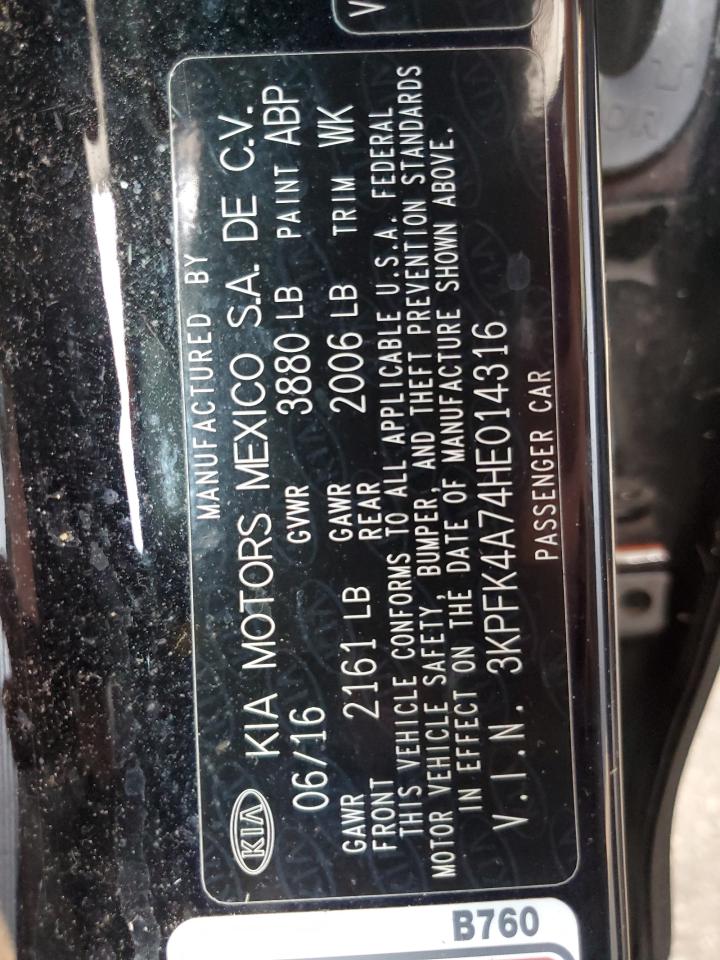 MANUFACTURED BY
KIA KIA MOTORS MEXICO S.A. DE C.V.
06/16 GVWR 3880 LB PAINT ABP
GAWR FRONT 2161 LB GAWR REAR 2006 LB TRIM WK
THIS VEHICLE CONFORMS TO ALL APPLICABLE U.S.A. FEDERAL
MOTOR VEHICLE SAFETY, BUMPER, AND THEFT PREVENTION STANDARDS
IN EFFECT ON THE DATE OF MANUFACTURE SHOWN ABOVE.
V.I.N. 3KPFK4A74HE014316
PASSENGER CAR
B760